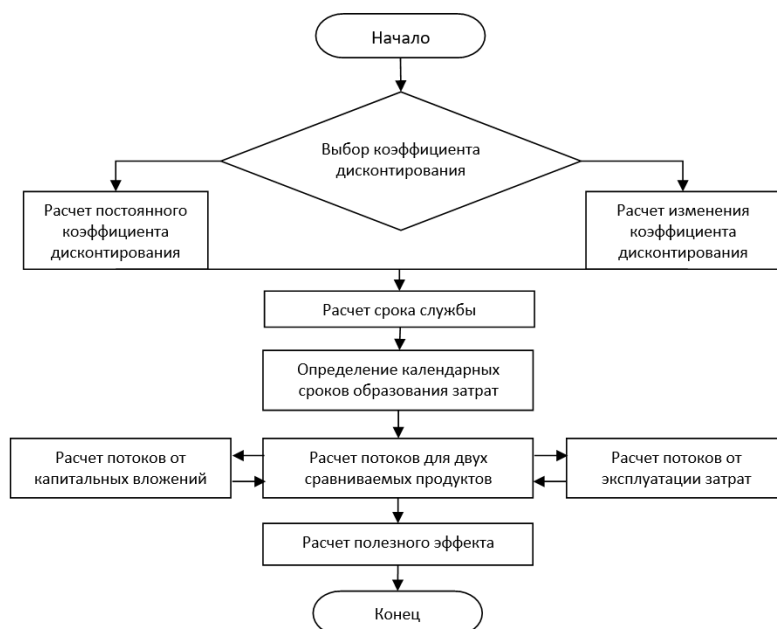 Начало
Выбор коэффициента
дисконтирования
Расчет постоянного
коэффициента
дисконтирования
Расчет изменения
коэффициента
дисконтирования
Расчет срока службы
Определение календарных
сроков образования затрат
Расчет потоков от
капитальных вложений
Расчет потоков для двух
сравниваемых продуктов
Расчет потоков от
эксплуатации затрат
Расчет полезного эффекта
Конец